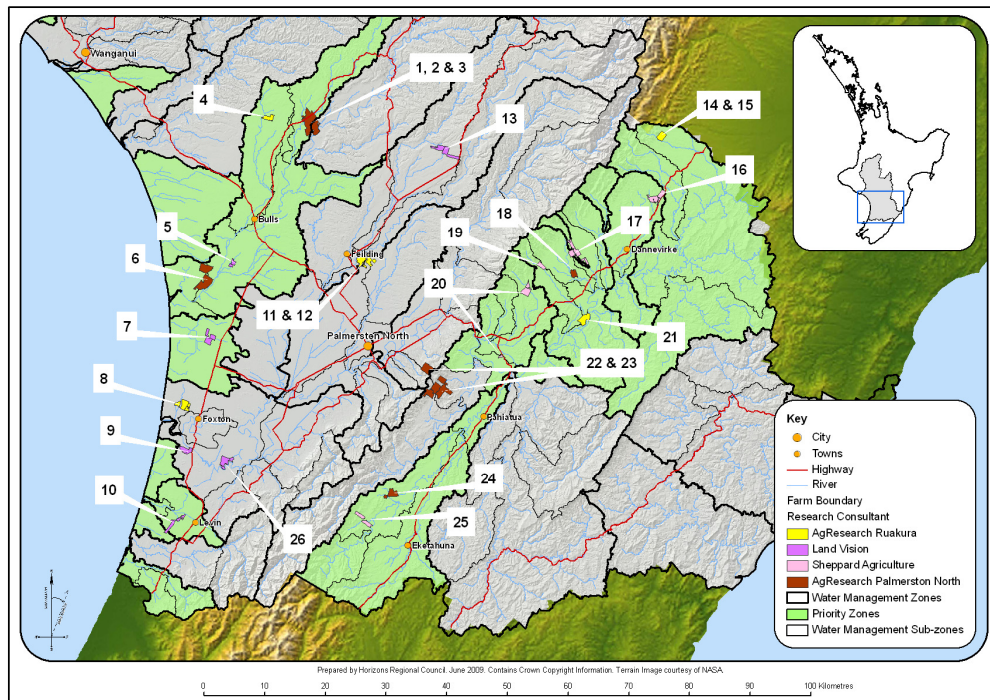 Wanganui
1, 2 & 3
4
13
14 & 15
16
5
Bulls
18
17
6
19
Feilding
Dannevirke
20
11 & 12
7
Palmerston North
21
22 & 23
8
Foxton
Pahiatua
9
24
10
Levin
26
25
Eketahuna
Key
City
Towns
Highway
River
Farm Boundary
Research Consultant
AgResearch Ruakura
Land Vision
Sheppard Agriculture
AgResearch Palmerston North
Water Management Zones
Priority Zones
Water Management Sub-zones
Prepared by Horizons Regional Council. June 2009. Contains Crown Copyright Information. Terrain Image courtesy of NASA.
0 10 20 30 40 50 60 70 80 90 100 Kilometres